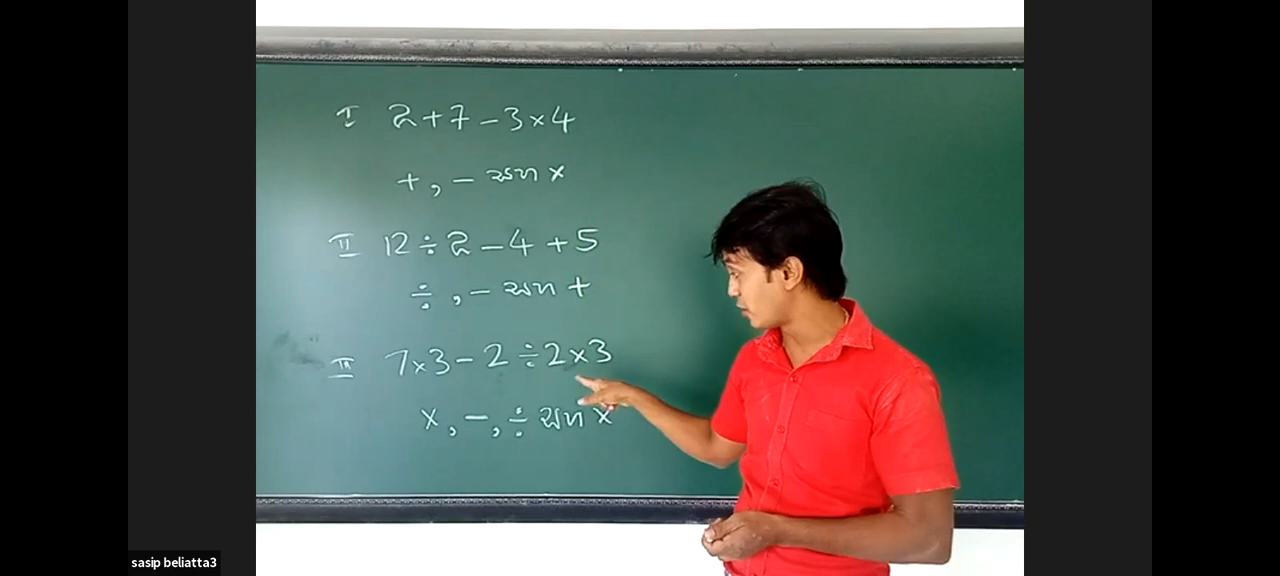 I 2 + 7 – 3 × 4
+ , – සහ ×
II 12 ÷ 2 – 4 + 5
÷ , – සහ +
III 7 × 3 – 2 ÷ 2 × 3
× , – , ÷ සහ ×
sasip beliatta3